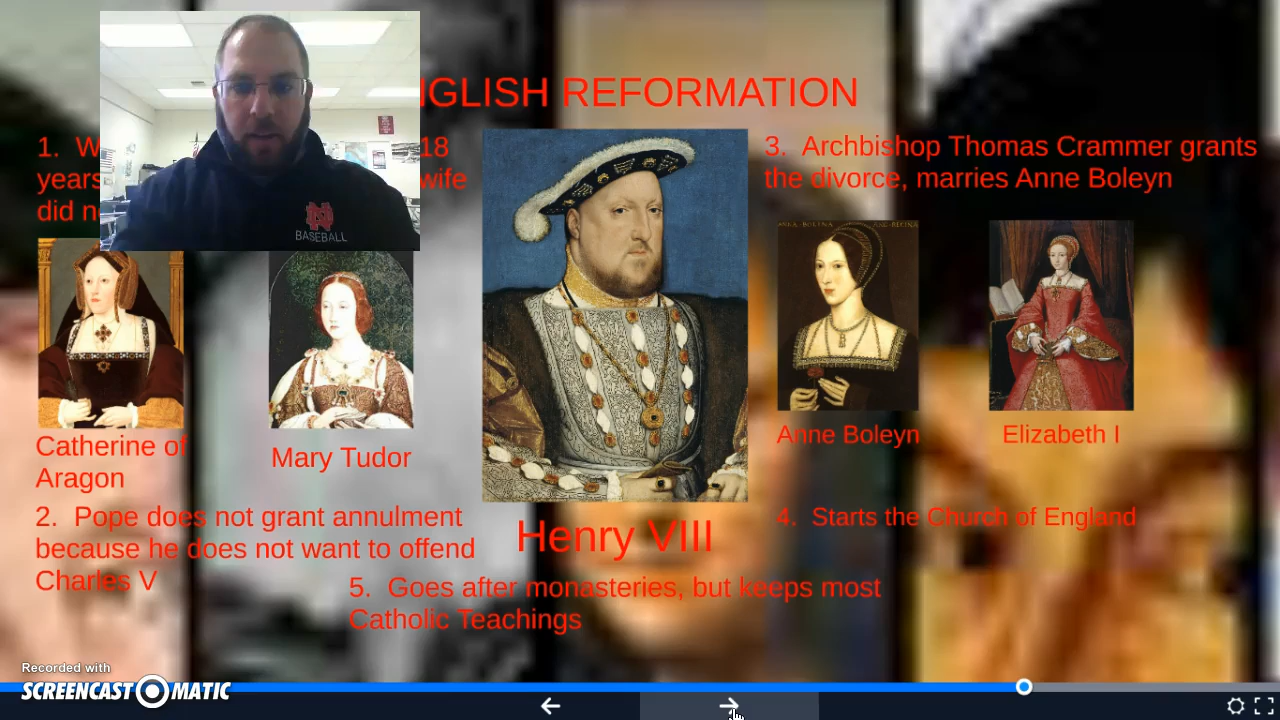 NGLISH REFORMATION
1. W 18
years wife
did n
3. Archbishop Thomas Crammer grants
the divorce, marries Anne Boleyn
BASEBALL
Catherine of
Aragon
Mary Tudor
Anne Boleyn
Elizabeth I
2. Pope does not grant annulment
because he does not want to offend
Charles V
Henry VIII
4. Starts the Church of England
5. Goes after monasteries, but keeps most
Catholic Teachings
Recorded with
SCREENCAST MATIC